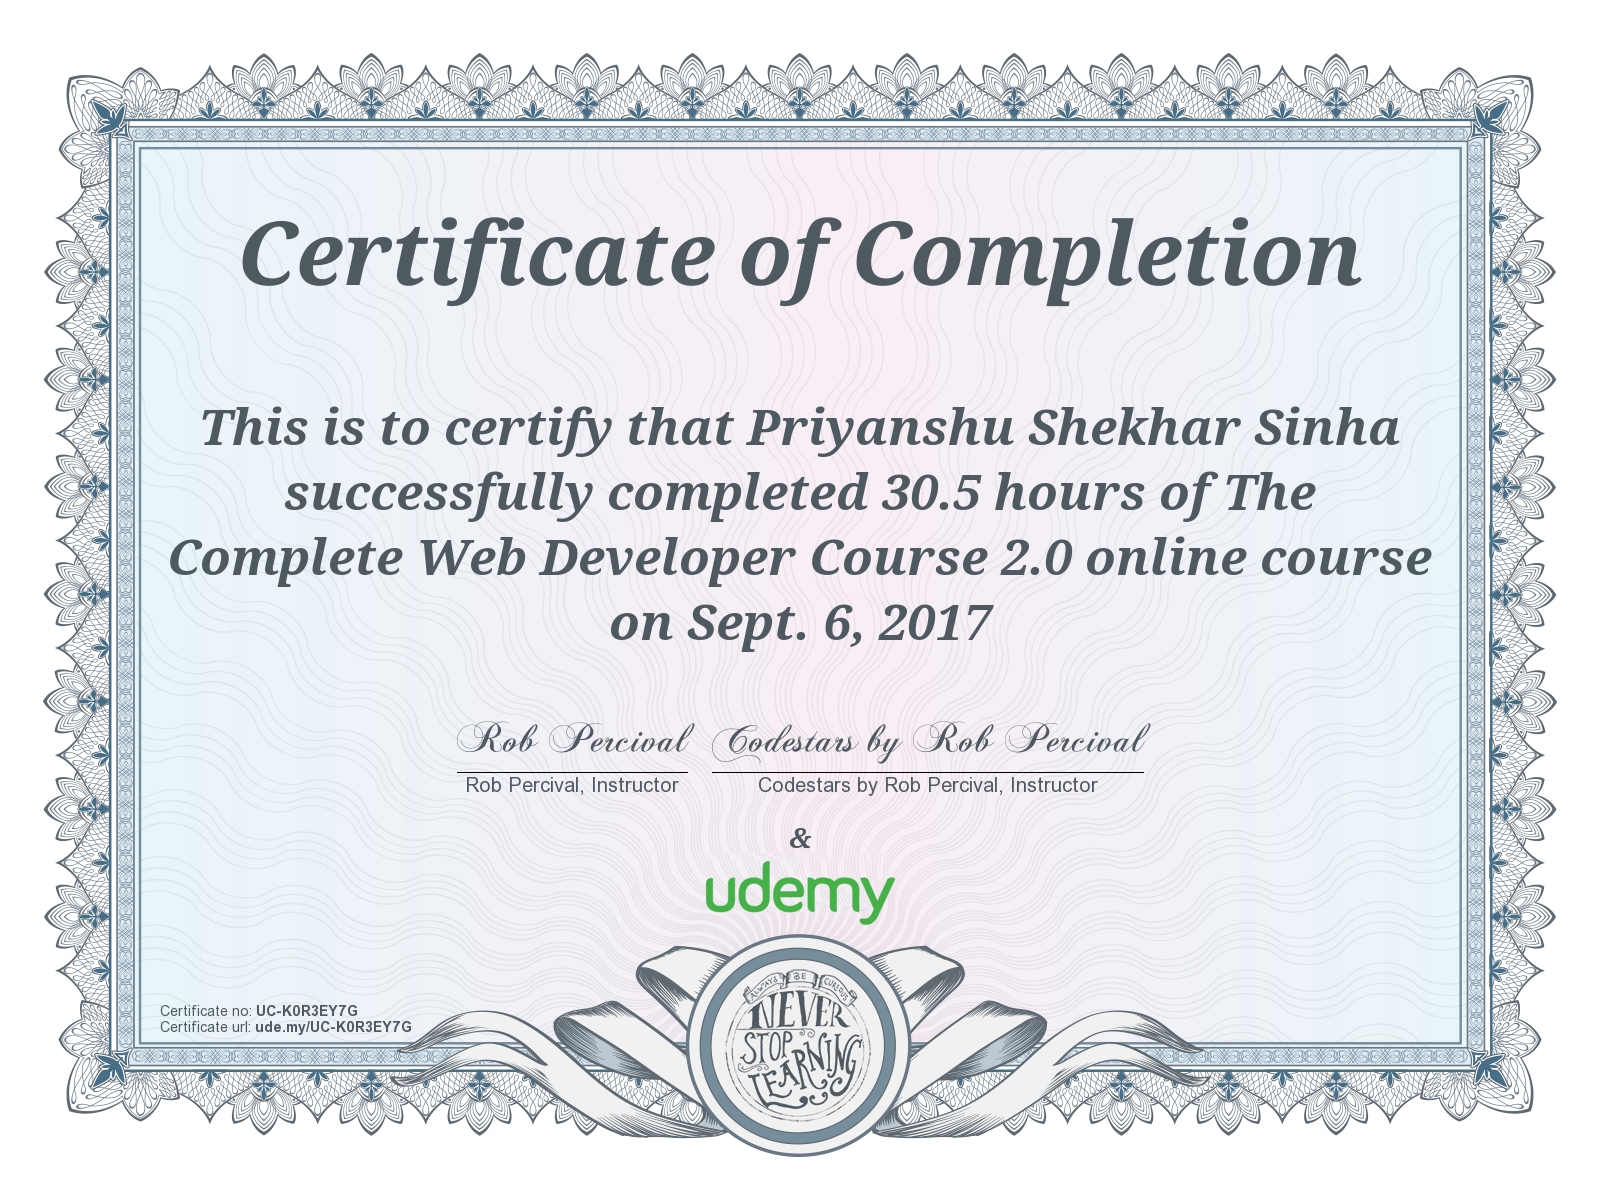 Certificate of Completion
This is to certify that Priyanshu Shekhar Sinha
successfully completed 30.5 hours of The
Complete Web Developer Course 2.0 online course
on Sept. 6, 2017
Rob Percival Codestars by Rob Percival
Rob Percival, Instructor Codestars by Rob Percival, Instructor
&
udemy
ALWAYS BE CURIOUS
NEVER
STOP
LEARNING
Certificate no: UC-K0R3EY7G
Certificate url: ude.my/UC-K0R3EY7G